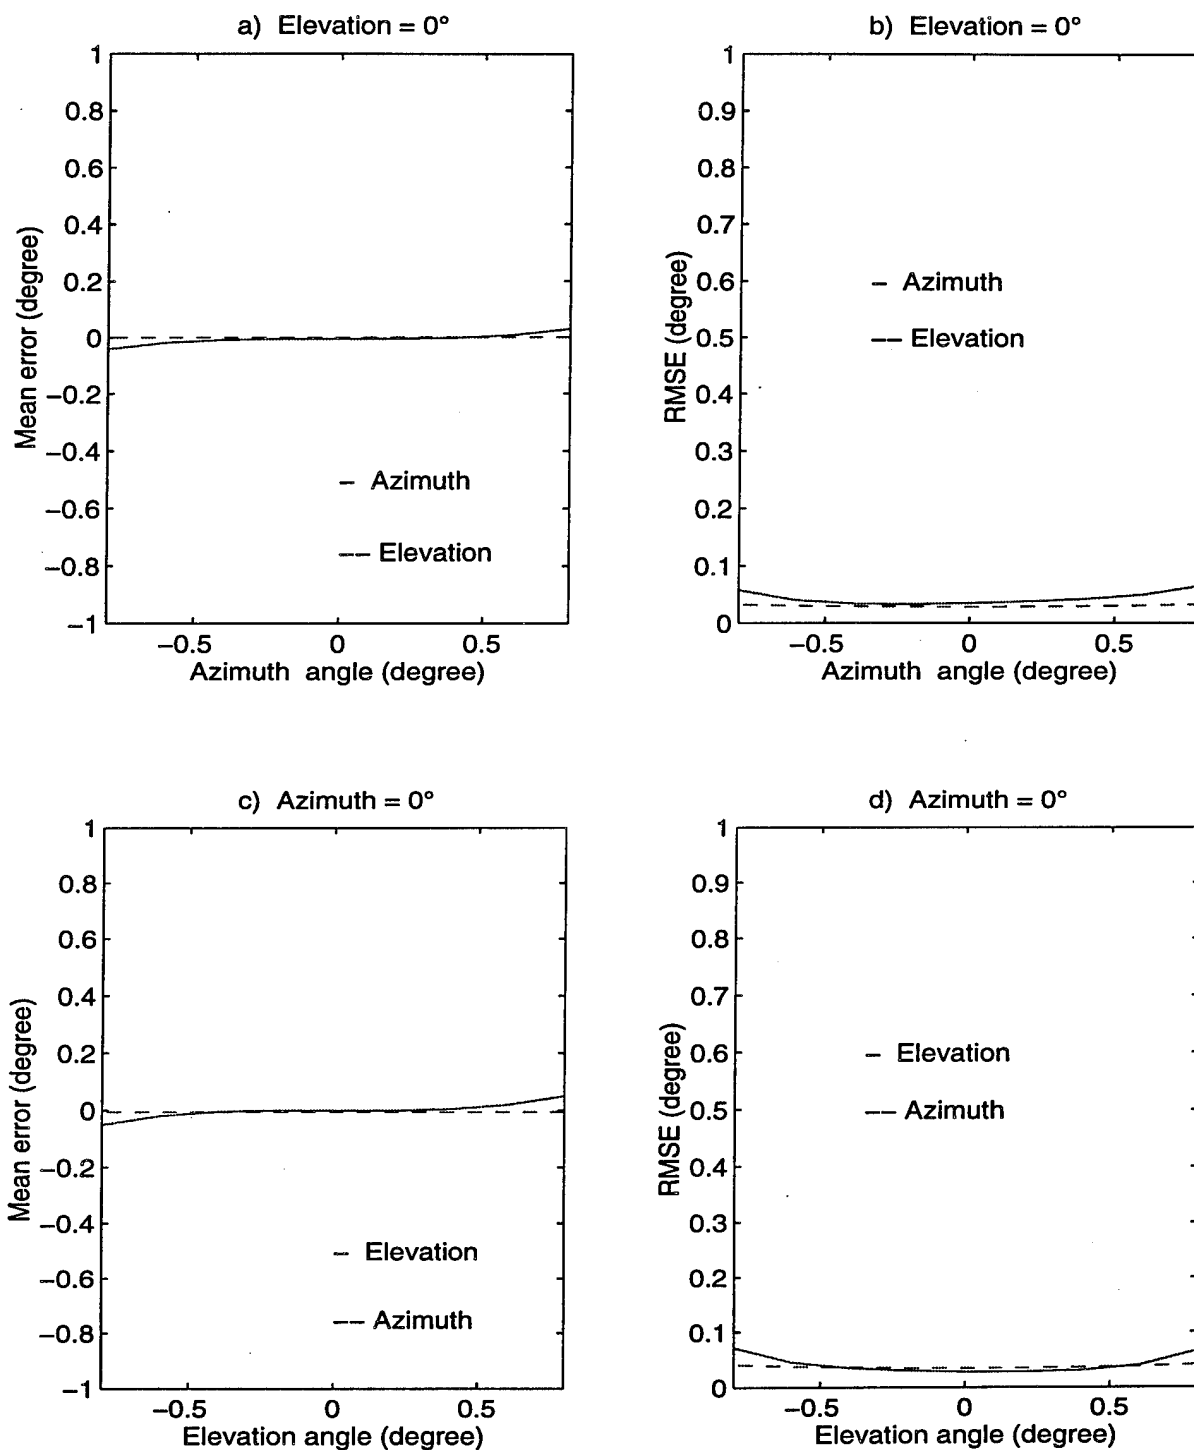 a) Elevation = 0°
1
0.8
0.6
0.4
0.2
0
−0.2
−0.4
−0.6
−0.8
−1
Mean error (degree)
− Azimuth
−− Elevation
−0.5 0 0.5
Azimuth angle (degree)
b) Elevation = 0°
1
0.9
0.8
0.7
0.6
0.5
0.4
0.3
0.2
0.1
0
RMSE (degree)
− Azimuth
−− Elevation
−0.5 0 0.5
Azimuth angle (degree)
c) Azimuth = 0°
1
0.8
0.6
0.4
0.2
0
−0.2
−0.4
−0.6
−0.8
−1
Mean error (degree)
− Elevation
−− Azimuth
−0.5 0 0.5
Elevation angle (degree)
d) Azimuth = 0°
1
0.9
0.8
0.7
0.6
0.5
0.4
0.3
0.2
0.1
0
RMSE (degree)
− Elevation
−− Azimuth
−0.5 0 0.5
Elevation angle (degree)